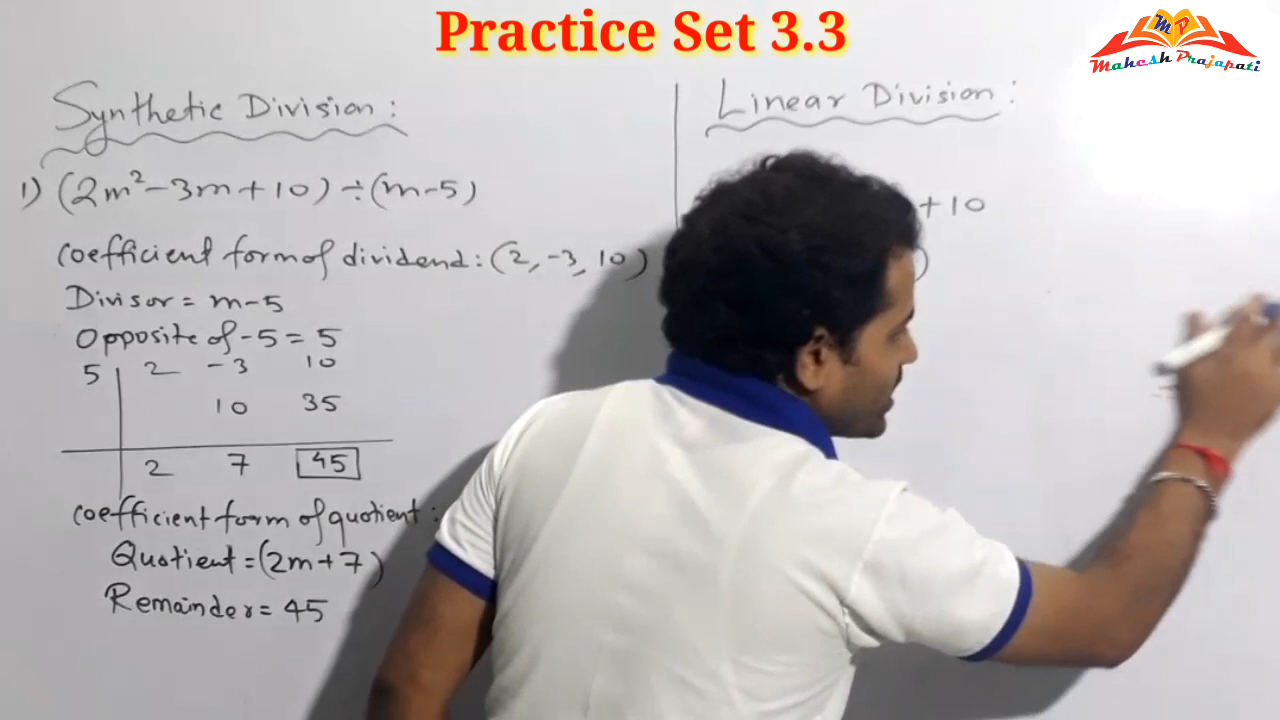 Practice Set 3.3
MP
Mahesh Prajapati
Synthetic Division :
1) (2m²-3m+10) ÷ (m-5)
coefficient form of dividend : (2, -3, 10)
Divisor = m-5
Opposite of -5 = 5
5 2 -3 10
10 35
2 7 45
coefficient form of quotient :
Quotient = (2m+7)
Remainder = 45
Linear Division :
+10
)